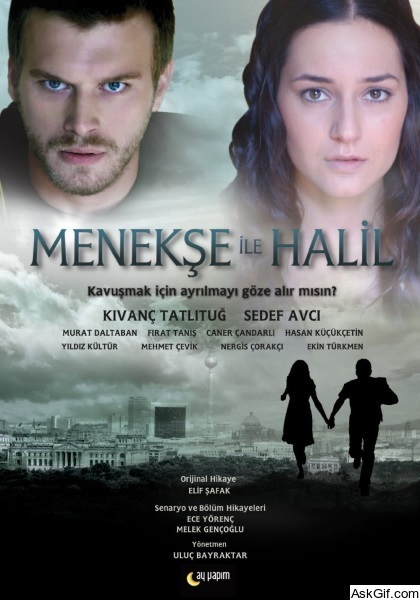 MENEKŞE İLE HALİL
Kavuşmak için ayrılmayı göze alır mısın?
KIVANÇ TATLITUĞ SEDEF AVCI
MURAT DALTABAN FIRAT TANIŞ CANER ÇANDARLI HASAN KÜÇÜKÇETİN
YILDIZ KÜLTÜR MEHMET ÇEVİK NERGİS ÇORAKÇI EKİN TÜRKMEN
Orijinal Hikaye
ELİF ŞAFAK
Senaryo ve Bölüm Hikayeleri
ECE YÖRENÇ
MELEK GENÇOĞLU
Yönetmen
ULUÇ BAYRAKTAR
ay yapım
AskGif.com